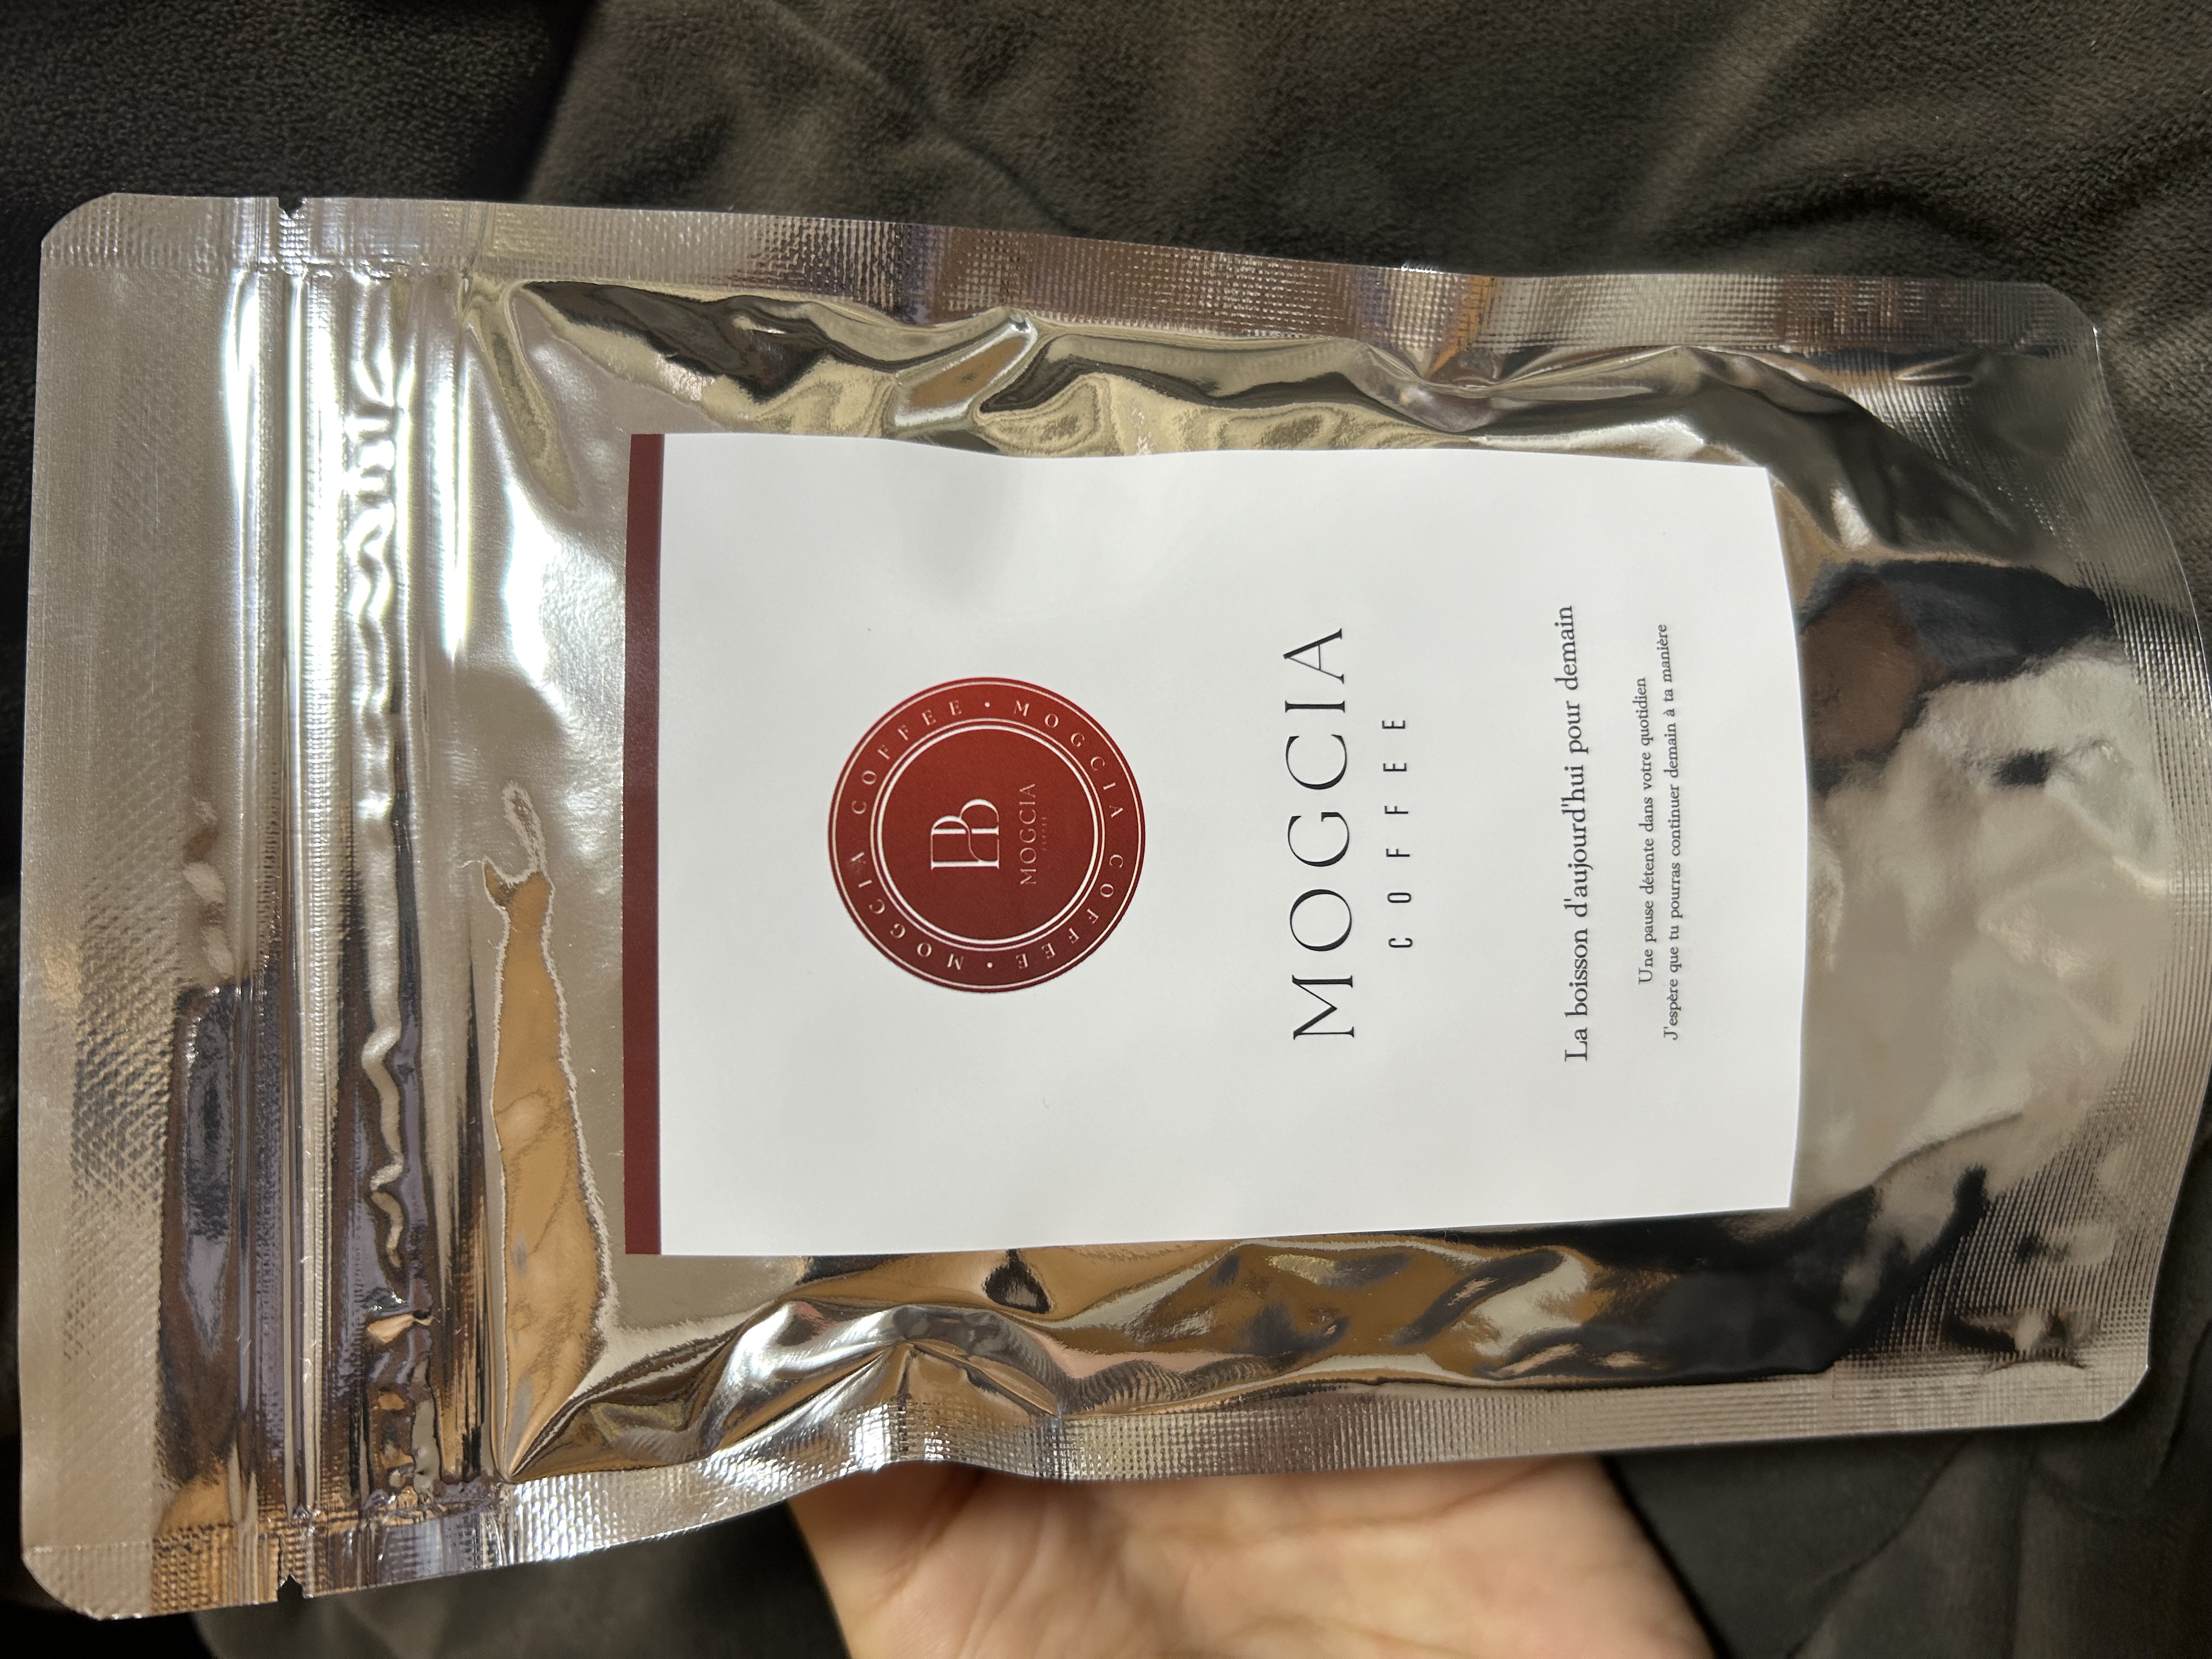 MOGCIA COFFEE • MOGCIA COFFEE • MOGCIA COFFEE •
MOGCIA
MOGCIA
COFFEE
La boisson d'aujourd'hui pour demain
Une pause détente dans votre quotidien
J'espère que tu pourras continuer demain à ta manière